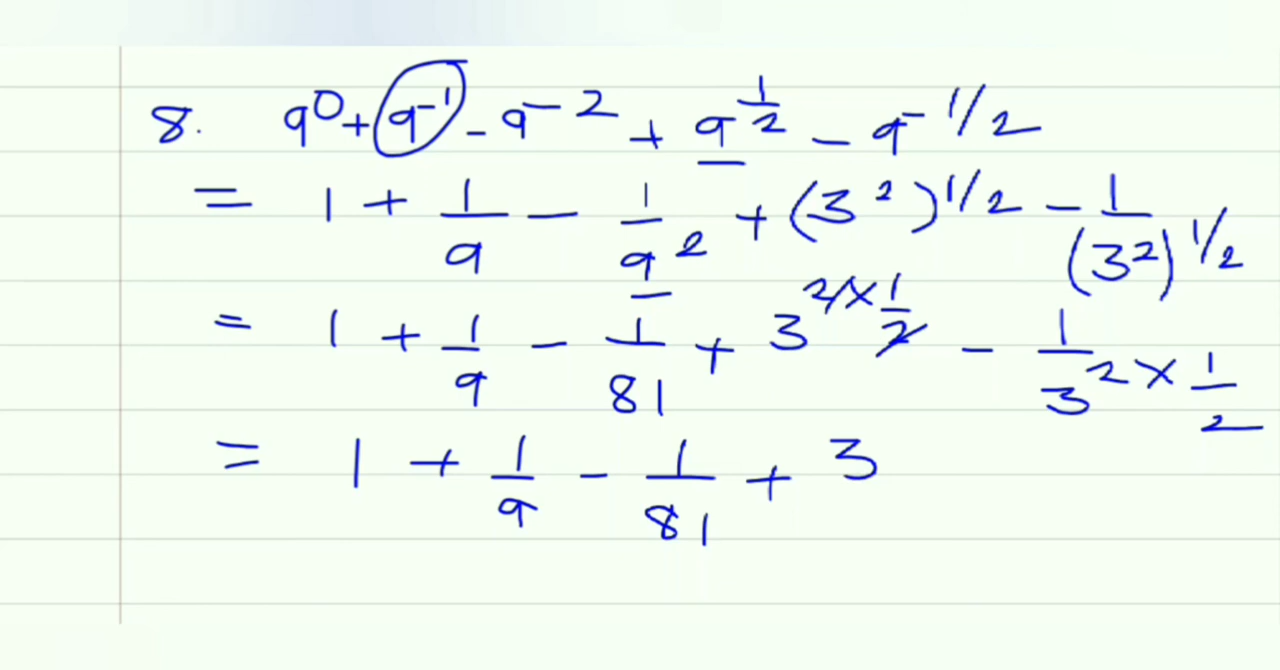 8. 9⁰ + 9⁻¹ - 9⁻² + 9^(1/2) - 9^(-1/2)
= 1 + 1/9 - 1/9² + (3²)^(1/2) - 1/(3²)^(1/2)
= 1 + 1/9 - 1/81 + 3^(2×1/2) - 1/3^(2×1/2)
= 1 + 1/9 - 1/81 + 3